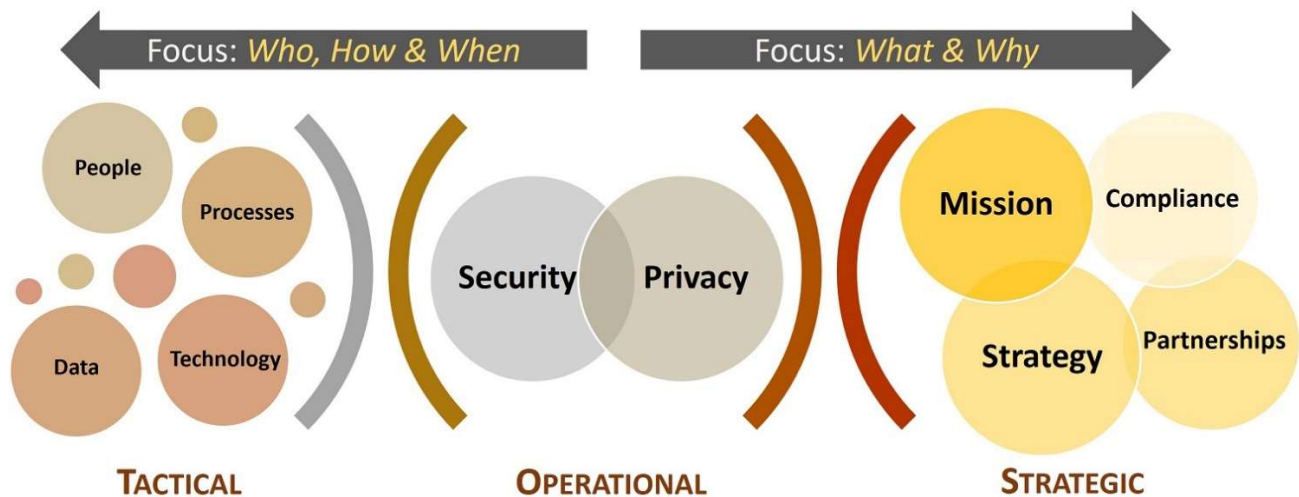 Focus: Who, How & When
Focus: What & Why
People
Processes
Data
Technology
Security
Privacy
Mission
Compliance
Strategy
Partnerships
TACTICAL
OPERATIONAL
STRATEGIC